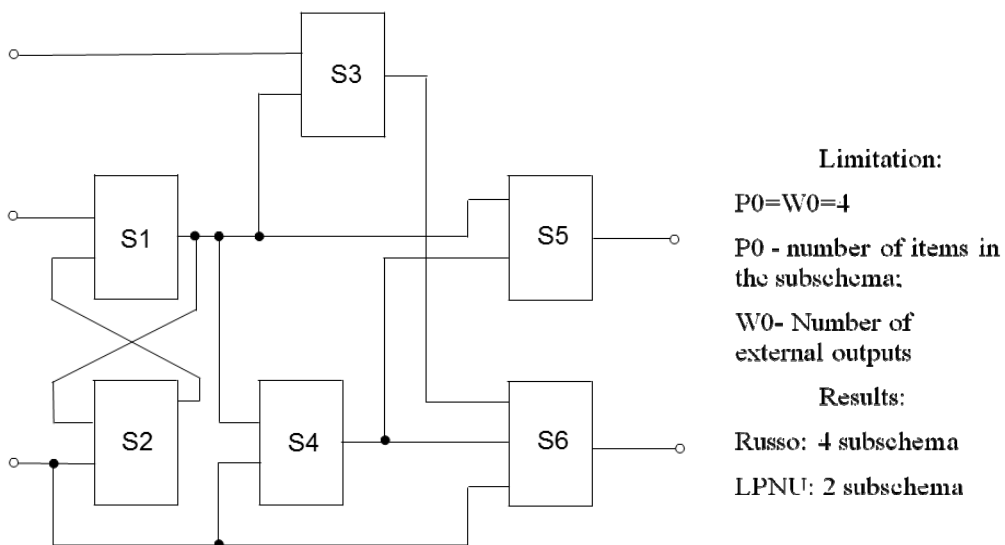 S3
S1
S5
S2
S4
S6
Limitation:
P0=W0=4
P0 - number of items in
the subschema;
W0- Number of
external outputs
Results:
Russo: 4 subschema
LPNU: 2 subschema